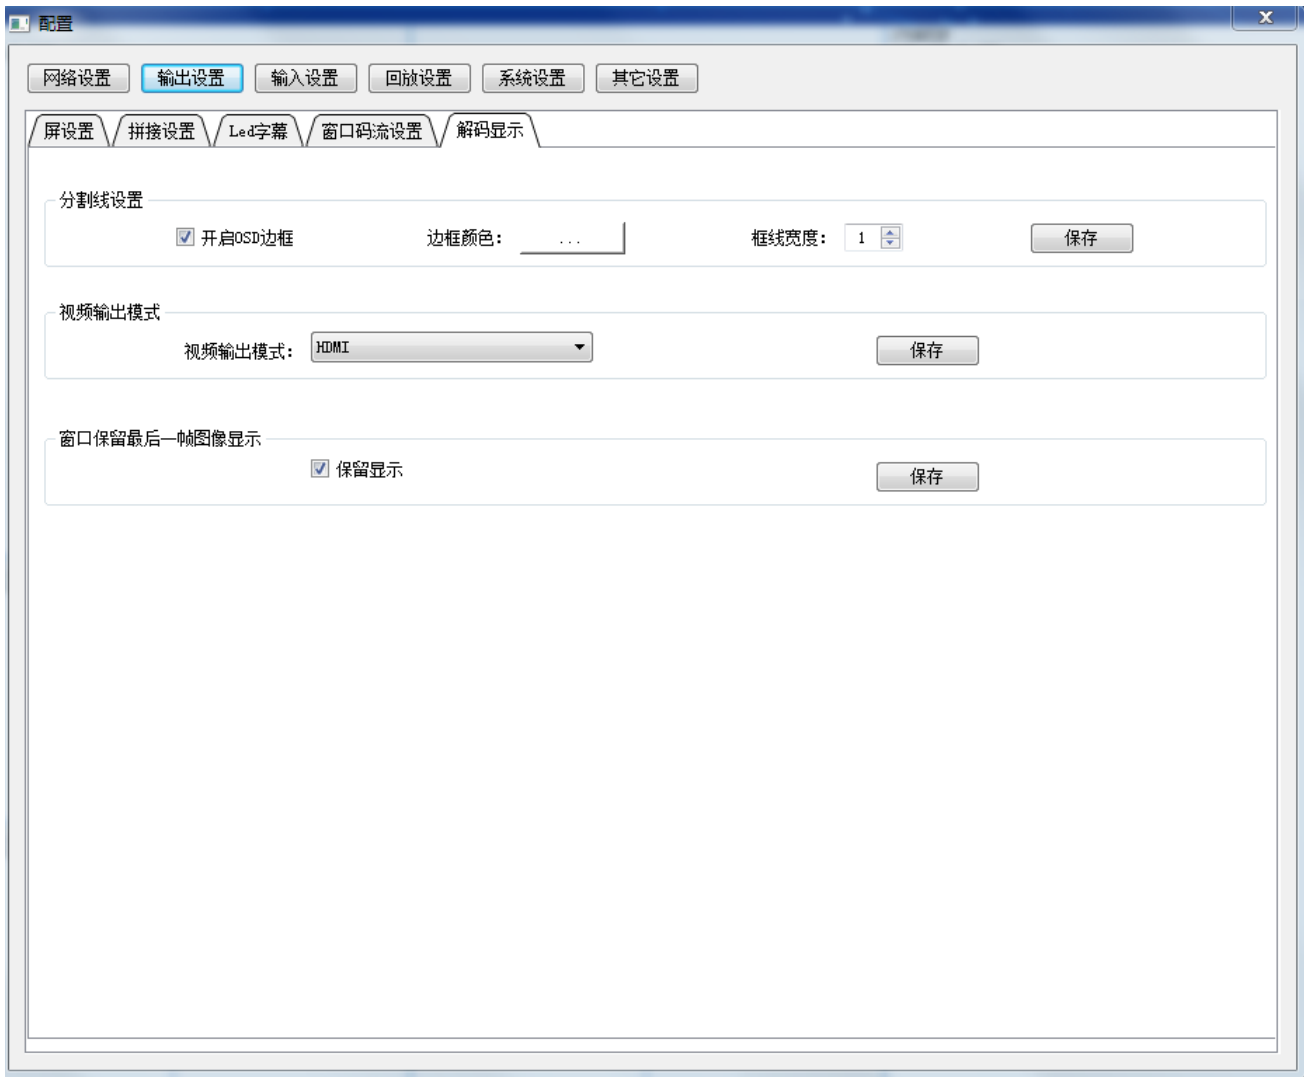 配置
X
网络设置 输出设置 输入设置 回放设置 系统设置 其它设置
屏设置 拼接设置 Led字幕 窗口码流设置 解码显示
分割线设置
开启OSD边框 边框颜色： ... 框线宽度： 1 保存
视频输出模式
视频输出模式： HDMI 保存
窗口保留最后一帧图像显示
保留显示 保存